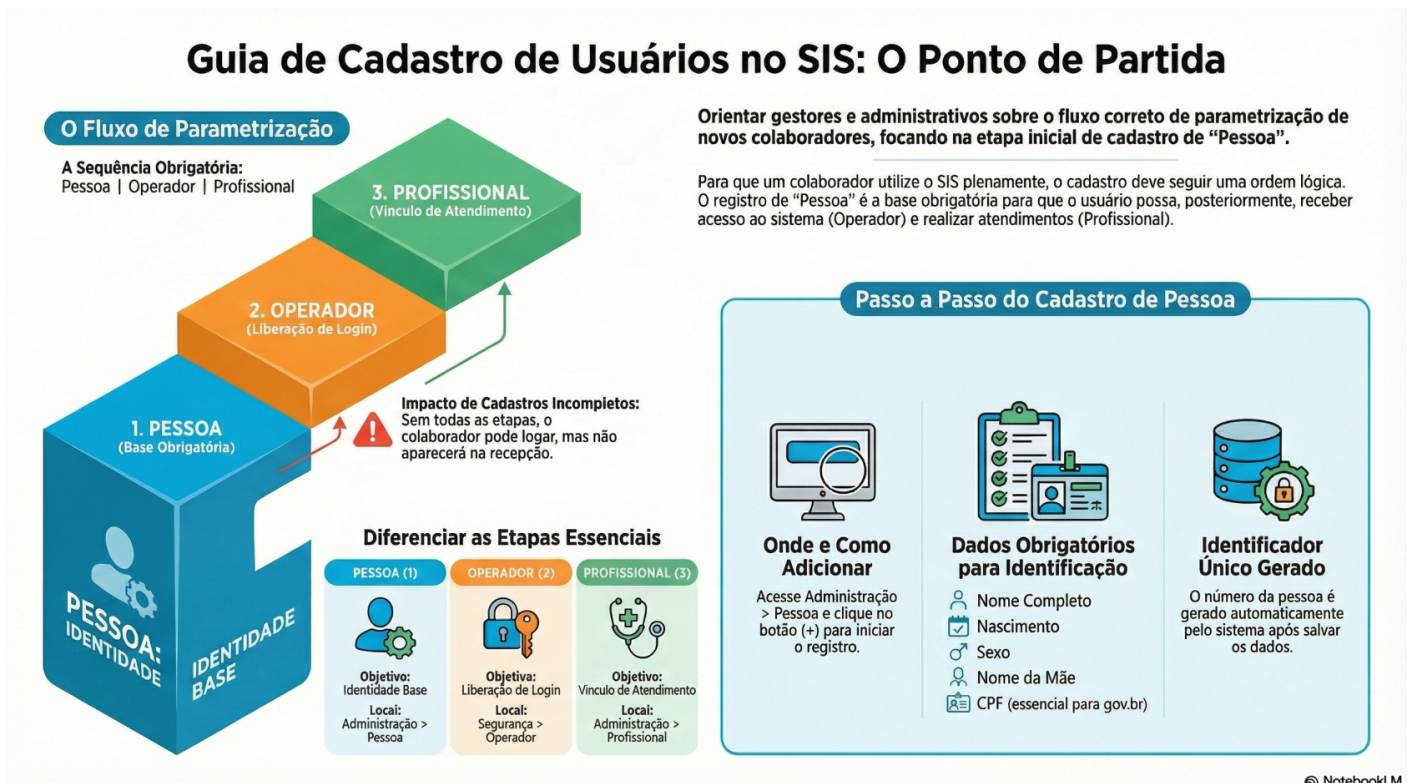 Guia de Cadastro de Usuários no SIS: O Ponto de Partida
O Fluxo de Parametrização
A Sequência Obrigatória:
Pessoa | Operador | Profissional
3. PROFISSIONAL
(Vinculo de Atendimento)
2. OPERADOR
(Liberação de Login)
1. PESSOA
(Base Obrigatória)
PESSOA:
IDENTIDADE
IDENTIDADE
BASE
Impacto de Cadastros Incompletos:
Sem todas as etapas, o
colaborador pode logar, mas não
aparecerá na recepção.
Diferenciar as Etapas Essenciais
PESSOA (1)
Objetivo:
Identidade Base
Locai:
Administração >
Pessoa
OPERADOR (2)
Objetiva:
Liberação de Login
Local:
Segurança >
Operador
PROFISSIONAL (3)
Objetivo:
Vinculo de Atendimento
Local:
Administração >
Profissional
Orientar gestores e administrativos sobre o fluxo correto de parametrização de
novos colaboradores, focando na etapa inicial de cadastro de “Pessoa”.
Para que um colaborador utilize o SIS plenamente, o cadastro deve seguir uma ordem lógica.
O registro de “Pessoa” é a base obrigatória para que o usuário possa, posteriormente, receber
acesso ao sistema (Operador) e realizar atendimentos (Profissional).
Passo a Passo do Cadastro de Pessoa
Onde e Como
Adicionar
Acesse Administração
> Pessoa e clique no
botão (+) para iniciar
o registro.
Dados Obrigatórios
para Identificação
Nome Completo
Nascimento
Sexo
Nome da Mãe
CPF (essencial para gov.br)
Identificador
Único Gerado
O número da pessoa é
gerado automaticamente
pelo sistema após salvar
os dados.
NotebookLM